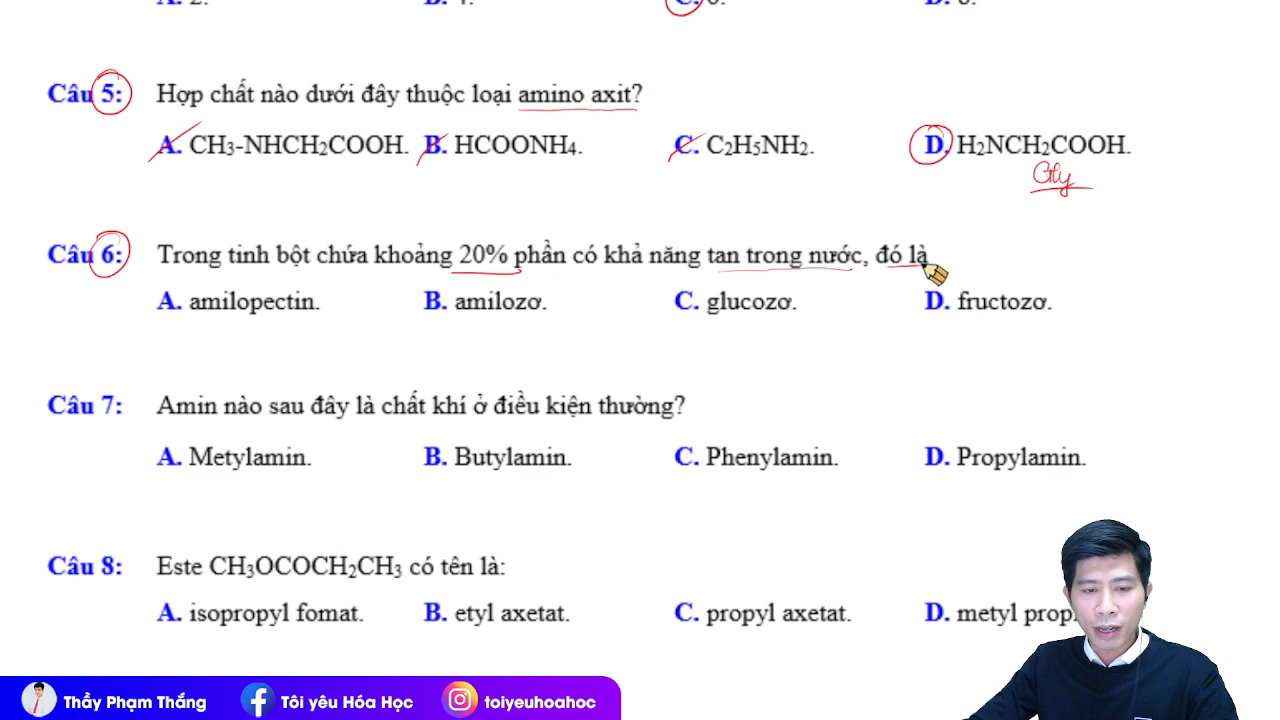 A. 2. B. 4. C. 6. D. 8.
Câu 5: Hợp chất nào dưới đây thuộc loại amino axit?
A. CH3-NHCH2COOH. B. HCOONH4. C. C2H5NH2. D. H2NCH2COOH.
Gly
Câu 6: Trong tinh bột chứa khoảng 20% phần có khả năng tan trong nước, đó là
A. amilopectin. B. amilozơ. C. glucozơ. D. fructozơ.
Câu 7: Amin nào sau đây là chất khí ở điều kiện thường?
A. Metylamin. B. Butylamin. C. Phenylamin. D. Propylamin.
Câu 8: Este CH3OCOCH2CH3 có tên là:
A. isopropyl fomat. B. etyl axetat. C. propyl axetat. D. metyl prop
Thầy Phạm Thắng Tôi yêu Hóa Học toiyeuhoahoc